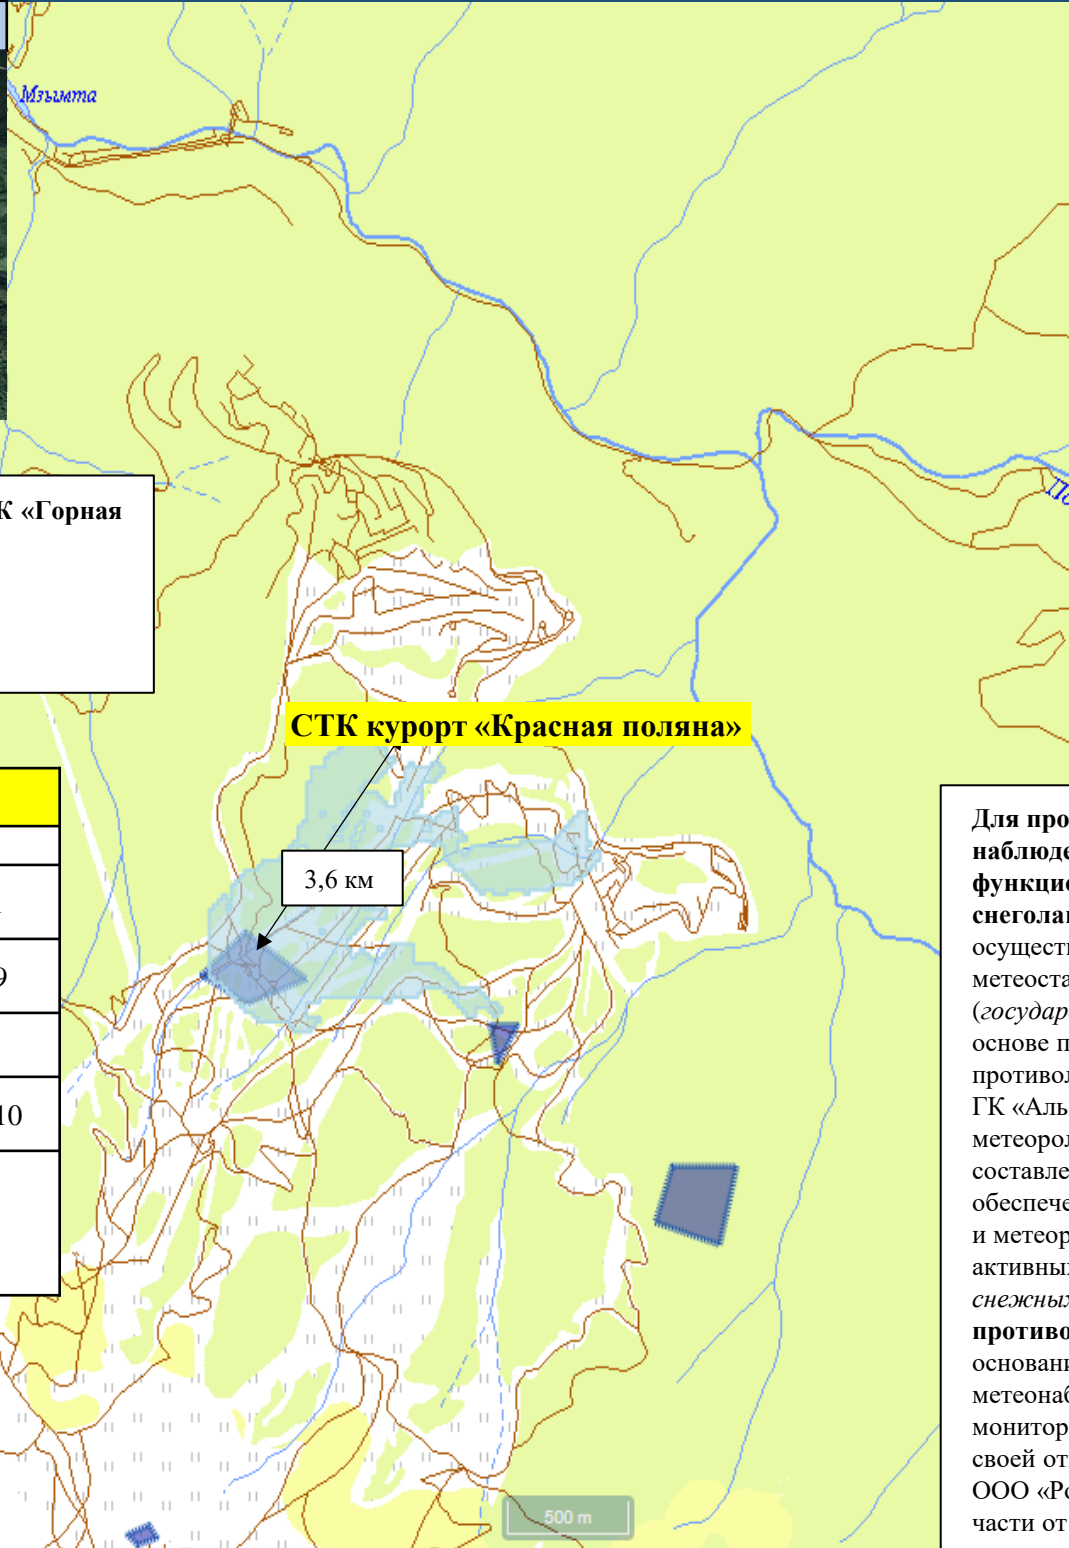 Мзымта
К «Горная
СТК курорт «Красная поляна»
3,6 км
9
10
500 m
Для про
наблюде
функцио
снегола
осущест
метеоста
(государ
основе п
противол
ГК «Аль
метеорол
составле
обеспече
и метеор
активны
снежных
противо
основани
метеонаб
монитор
своей от
ООО «Ро
части от